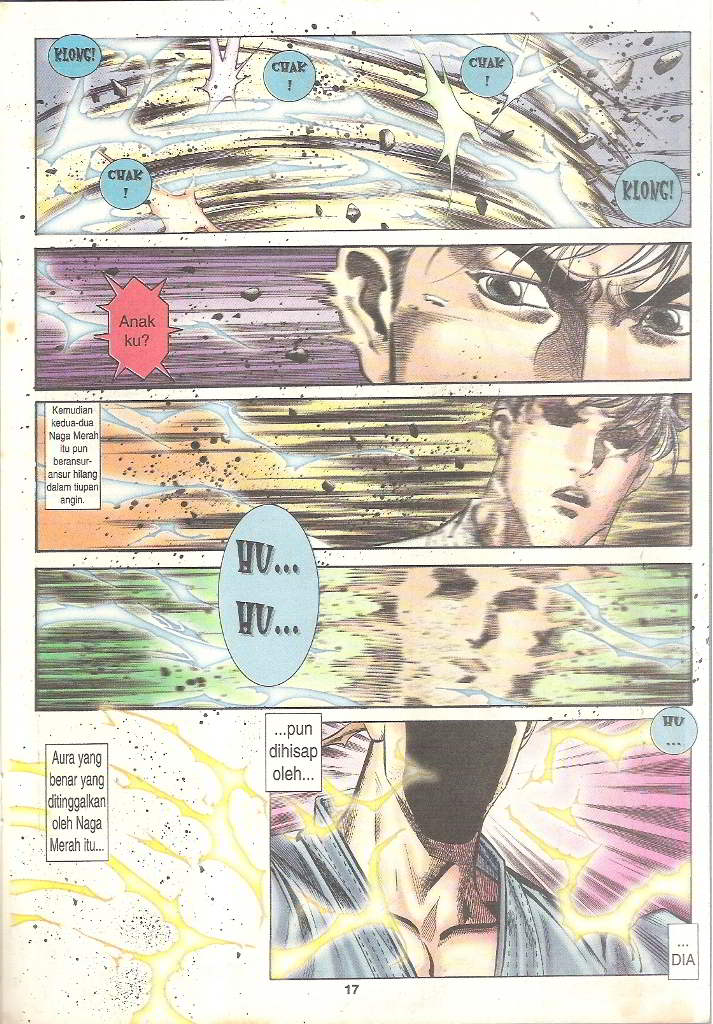 KLONG!
CHAK
!
CHAK
!
CHAK
!
KLONG!
Anak
ku?
Kemudian
kedua-dua
Naga Merah
itu pun
beransur-
ansur hilang
dalam tiupan
angin.
HU...
HU...
Aura yang
benar yang
ditinggalkan
oleh Naga
Merah itu...
...pun
dihisap
oleh...
HU
...
...
DIA
17